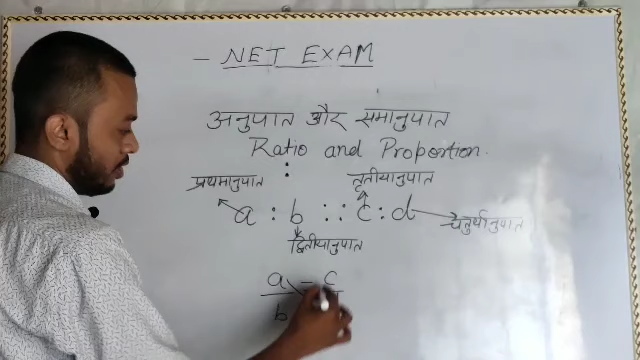 - NET EXAM
अनुपात और समानुपात
Ratio and Proportion.
:
प्रथमानुपात तृतीयानुपात
a : b :: c : d चतुर्थानुपात
द्वितीयानुपात
a = c
b